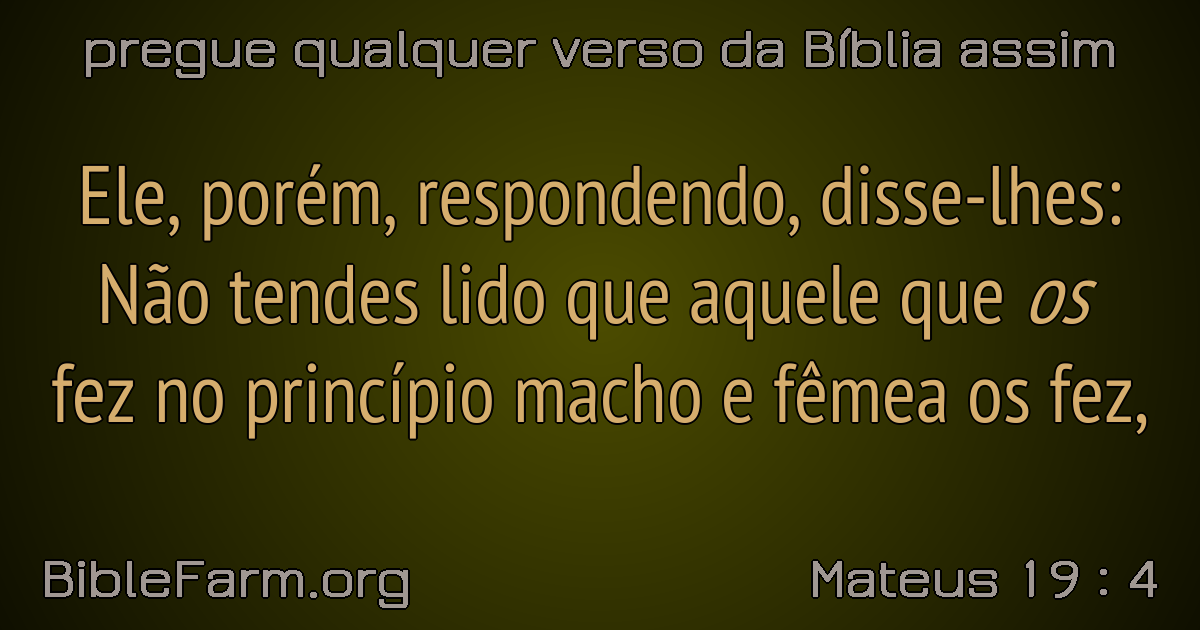 pregue qualquer verso da Bíblia assim
Ele, porém, respondendo, disse-lhes:
Não tendes lido que aquele que os
fez no princípio macho e fêmea os fez,
BibleFarm.org
Mateus 19 : 4